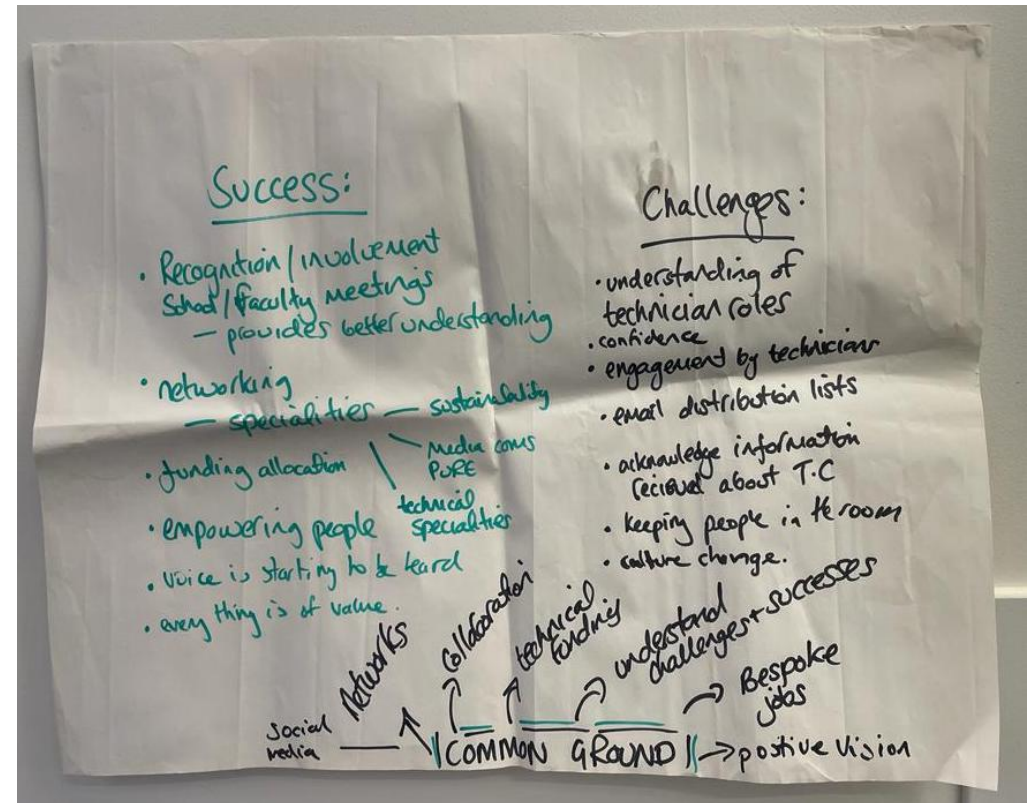 Success:
• Recognition / involvement
School / faculty meetings
— provides better understanding
• networking
— specialities — sustainability
media coms
PURE
technical
specialties
• funding allocation
• empowering people
• voice is starting to be heard
• every thing is of value.
Challenges:
• understanding of
technician roles
• confidence
• engagement by technicians
• email distribution lists
• acknowledge information
recieved about T.C
• keeping people in the room
• culture change.
social
media
Networks
Collaboration
technical
funding
understand
challenges + successes
Bespoke
jobs
COMMON GROUND
postive vision